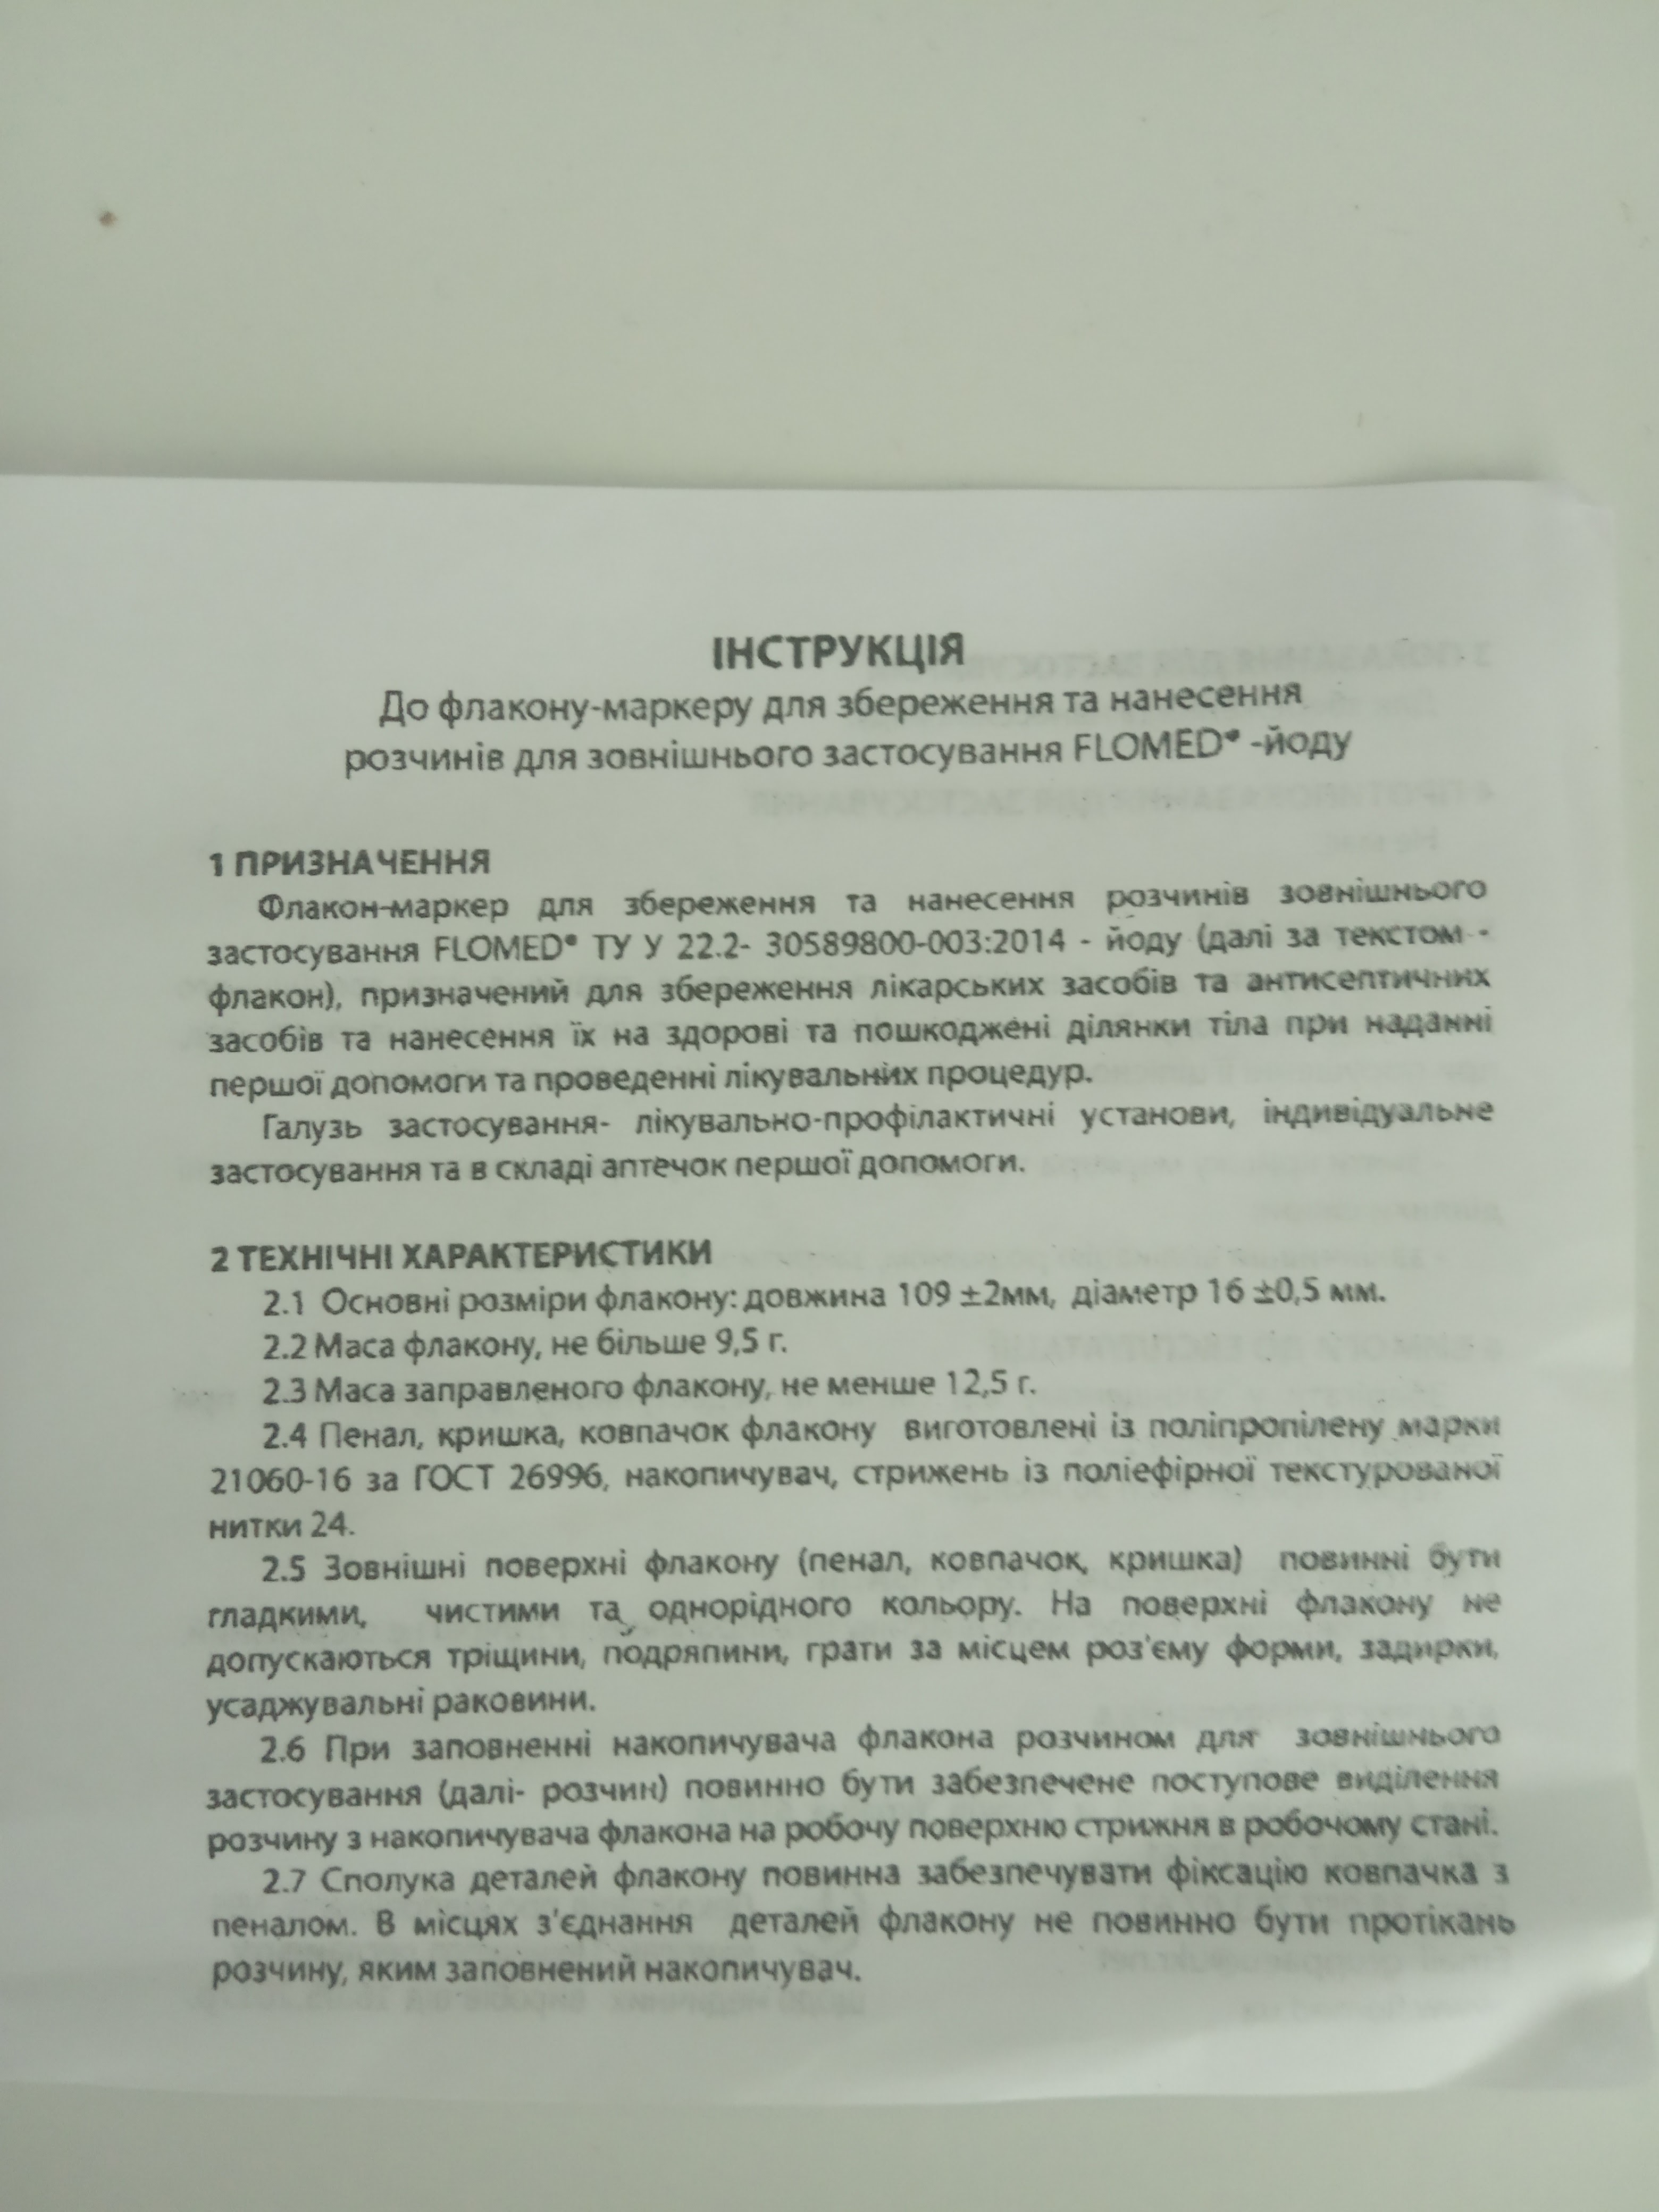 ІНСТРУКЦІЯ
До флакону-маркеру для збереження та нанесення
розчинів для зовнішнього застосування FLOMED® -йоду
1 ПРИЗНАЧЕННЯ
Флакон-маркер для збереження та нанесення розчинів зовнішнього
застосування FLOMED® ТУ У 22.2- 30589800-003:2014 - йоду (далі за текстом -
флакон), призначений для збереження лікарських засобів та антисептичних
засобів та нанесення їх на здорові та пошкоджені ділянки тіла при наданні
першої допомоги та проведенні лікувальних процедур.
Галузь застосування- лікувально-профілактичні установи, індивідуальне
застосування та в складі аптечок першої допомоги.
2 ТЕХНІЧНІ ХАРАКТЕРИСТИКИ
2.1 Основні розміри флакону: довжина 109 ±2мм, діаметр 16 ±0,5 мм.
2.2 Маса флакону, не більше 9,5 г.
2.3 Маса заправленого флакону, не менше 12,5 г.
2.4 Пенал, кришка, ковпачок флакону виготовлені із поліпропілену марки
21060-16 за ГОСТ 26996, накопичувач, стрижень із поліефірної текстурованої
нитки 24.
2.5 Зовнішні поверхні флакону (пенал, ковпачок, кришка) повинні бути
гладкими, чистими та однорідного кольору. На поверхні флакону не
допускаються тріщини, подряпини, грати за місцем роз'єму форми, задирки,
усаджувальні раковини.
2.6 При заповненні накопичувача флакона розчином для зовнішнього
застосування (далі- розчин) повинно бути забезпечене поступове виділення
розчину з накопичувача флакона на робочу поверхню стрижня в робочому стані.
2.7 Сполука деталей флакону повинна забезпечувати фіксацію ковпачка з
пеналом. В місцях з'єднання деталей флакону не повинно бути протікань
розчину, яким заповнений накопичувач.